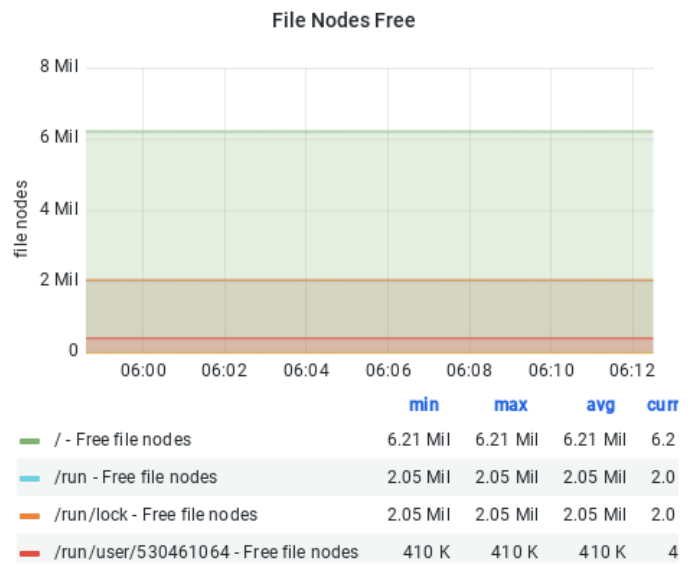 File Nodes Free
8 Mil
6 Mil
4 Mil
2 Mil
0
file nodes
06:00 06:02 06:04 06:06 06:08 06:10 06:12
min max avg curr
/ - Free file nodes 6.21 Mil 6.21 Mil 6.21 Mil 6.2
/run - Free file nodes 2.05 Mil 2.05 Mil 2.05 Mil 2.0
/run/lock - Free file nodes 2.05 Mil 2.05 Mil 2.05 Mil 2.0
/run/user/530461064 - Free file nodes 410 K 410 K 410 K 4